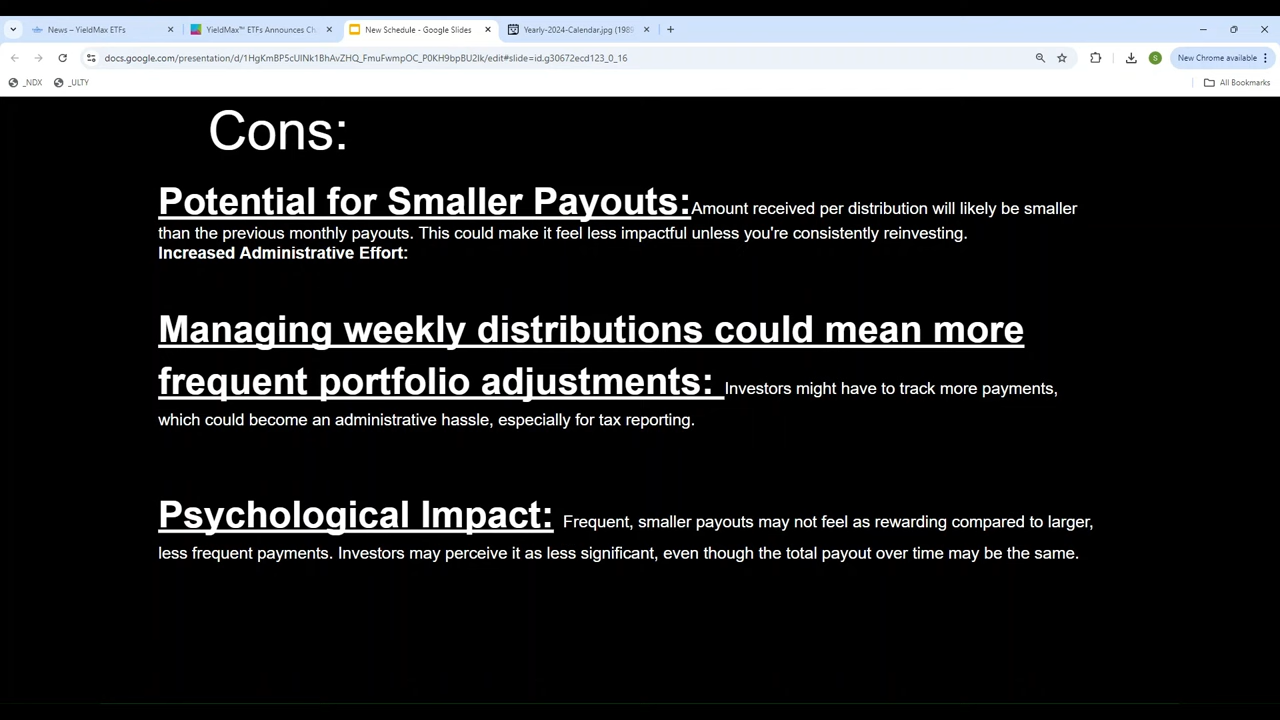 News – YieldMax ETFs
YieldMax™ ETFs Announces Ch
New Schedule - Google Slides
Yearly-2024-Calendar.jpg (1989
docs.google.com/presentation/d/1HgKmBP5cUlNk1BhAvZHQ_FmuFwmpOC_P0KH9bpBU2Ik/edit#slide=id.g30672ecd123_0_16
S
New Chrome available
_NDX
_ULTY
All Bookmarks
Cons:
Potential for Smaller Payouts:Amount received per distribution will likely be smaller
than the previous monthly payouts. This could make it feel less impactful unless you're consistently reinvesting.
Increased Administrative Effort:
Managing weekly distributions could mean more
frequent portfolio adjustments: Investors might have to track more payments,
which could become an administrative hassle, especially for tax reporting.
Psychological Impact: Frequent, smaller payouts may not feel as rewarding compared to larger,
less frequent payments. Investors may perceive it as less significant, even though the total payout over time may be the same.